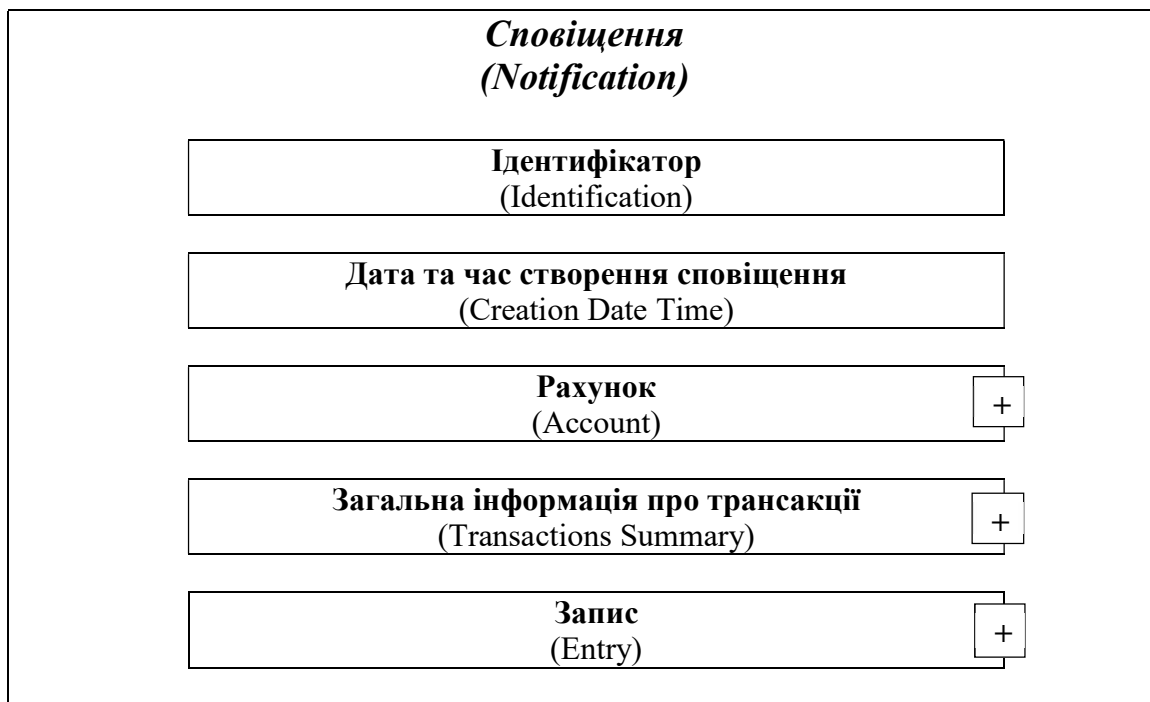 Сповіщення
(Notification)
Ідентифікатор
(Identification)
Дата та час створення сповіщення
(Creation Date Time)
Рахунок
(Account)
+
Загальна інформація про трансакції
(Transactions Summary)
+
Запис
(Entry)
+